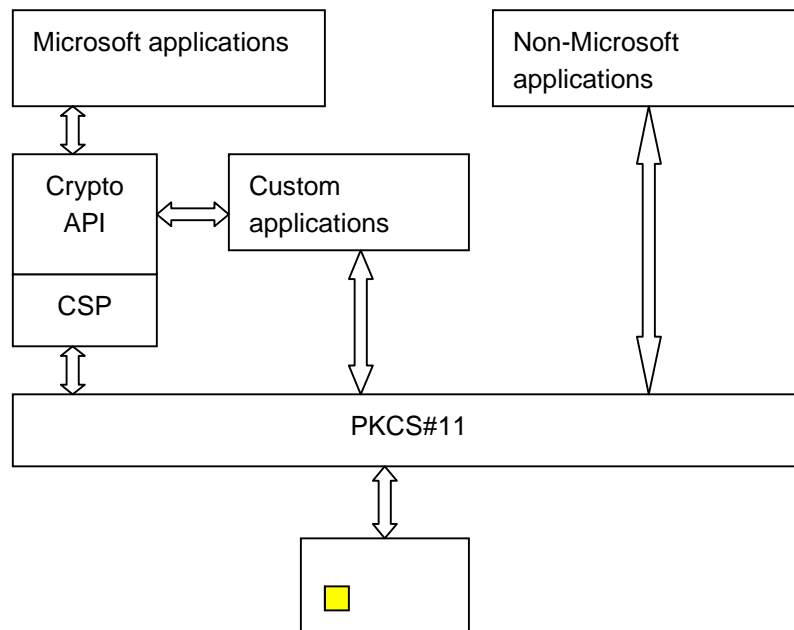 Microsoft applications
Non-Microsoft
applications
Crypto
API
Custom
applications
CSP
PKCS#11